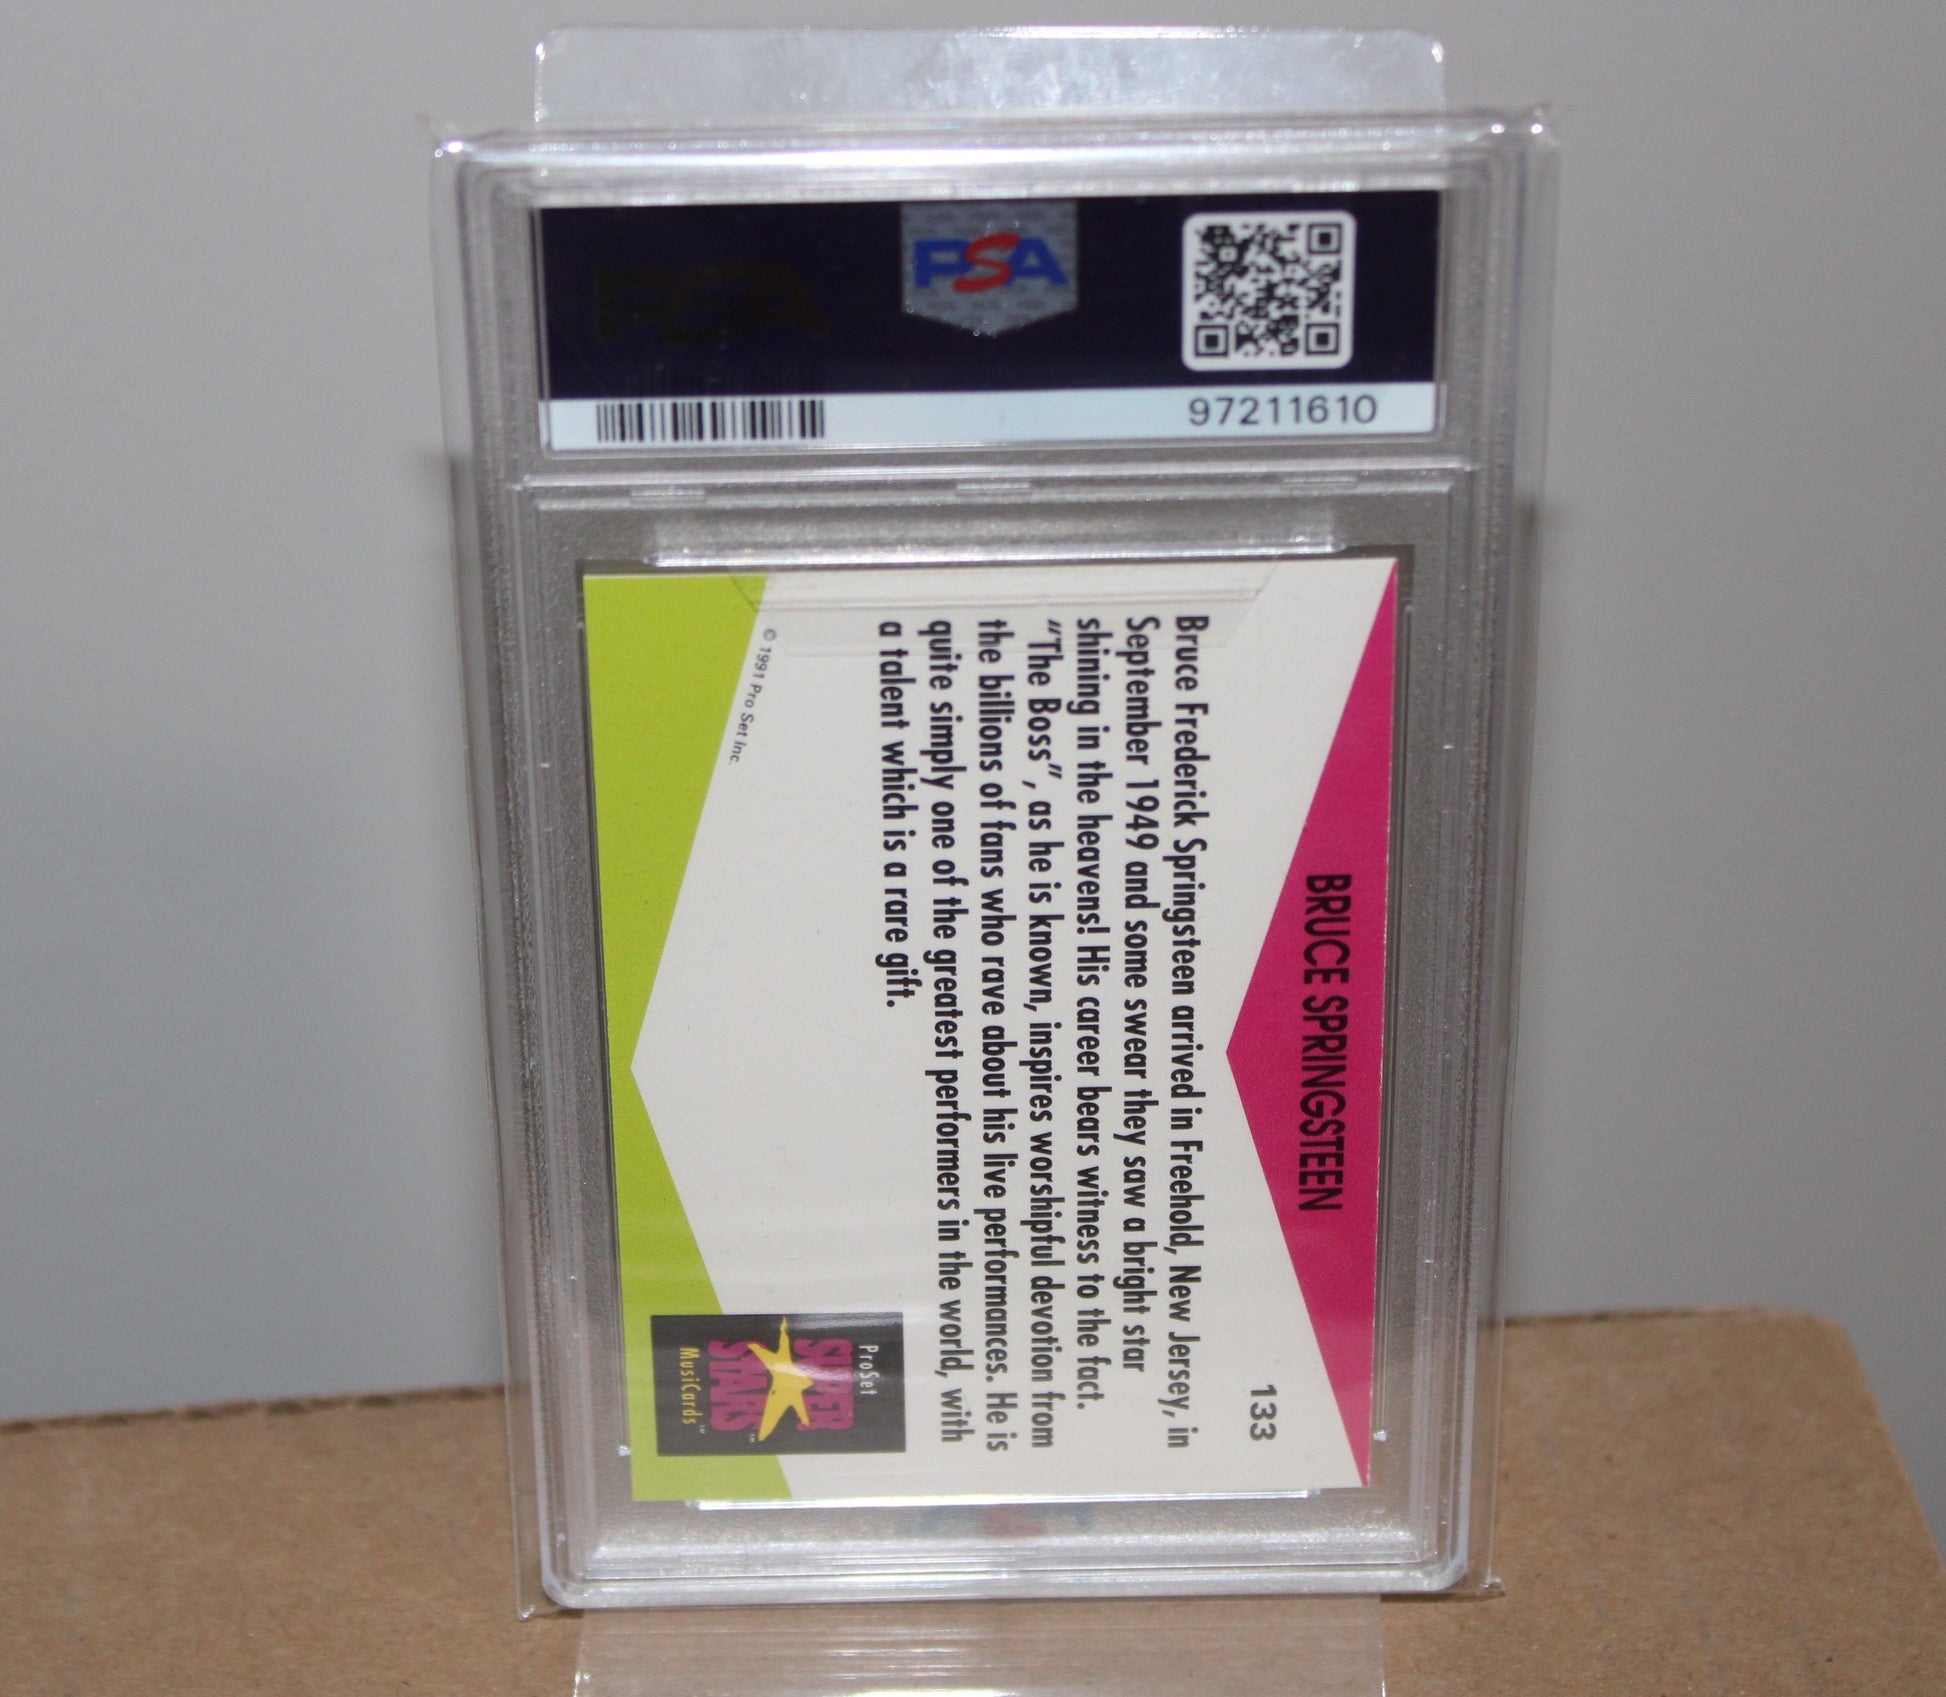 PSA
PSA
97211610
BRUCE SPRINGSTEEN
133
Bruce Frederick Springsteen arrived in Freehold, New Jersey, in
September 1949 and some swear they saw a bright star
shining in the heavens! His career bears witness to the fact.
"The Boss", as he is known, inspires worshipful devotion from
the billions of fans who rave about his live performances. He is
quite simply one of the greatest performers in the world, with
a talent which is a rare gift.
© 1991 Pro Set Inc.
ProSet
SUPER
STARS™
MusiCards™